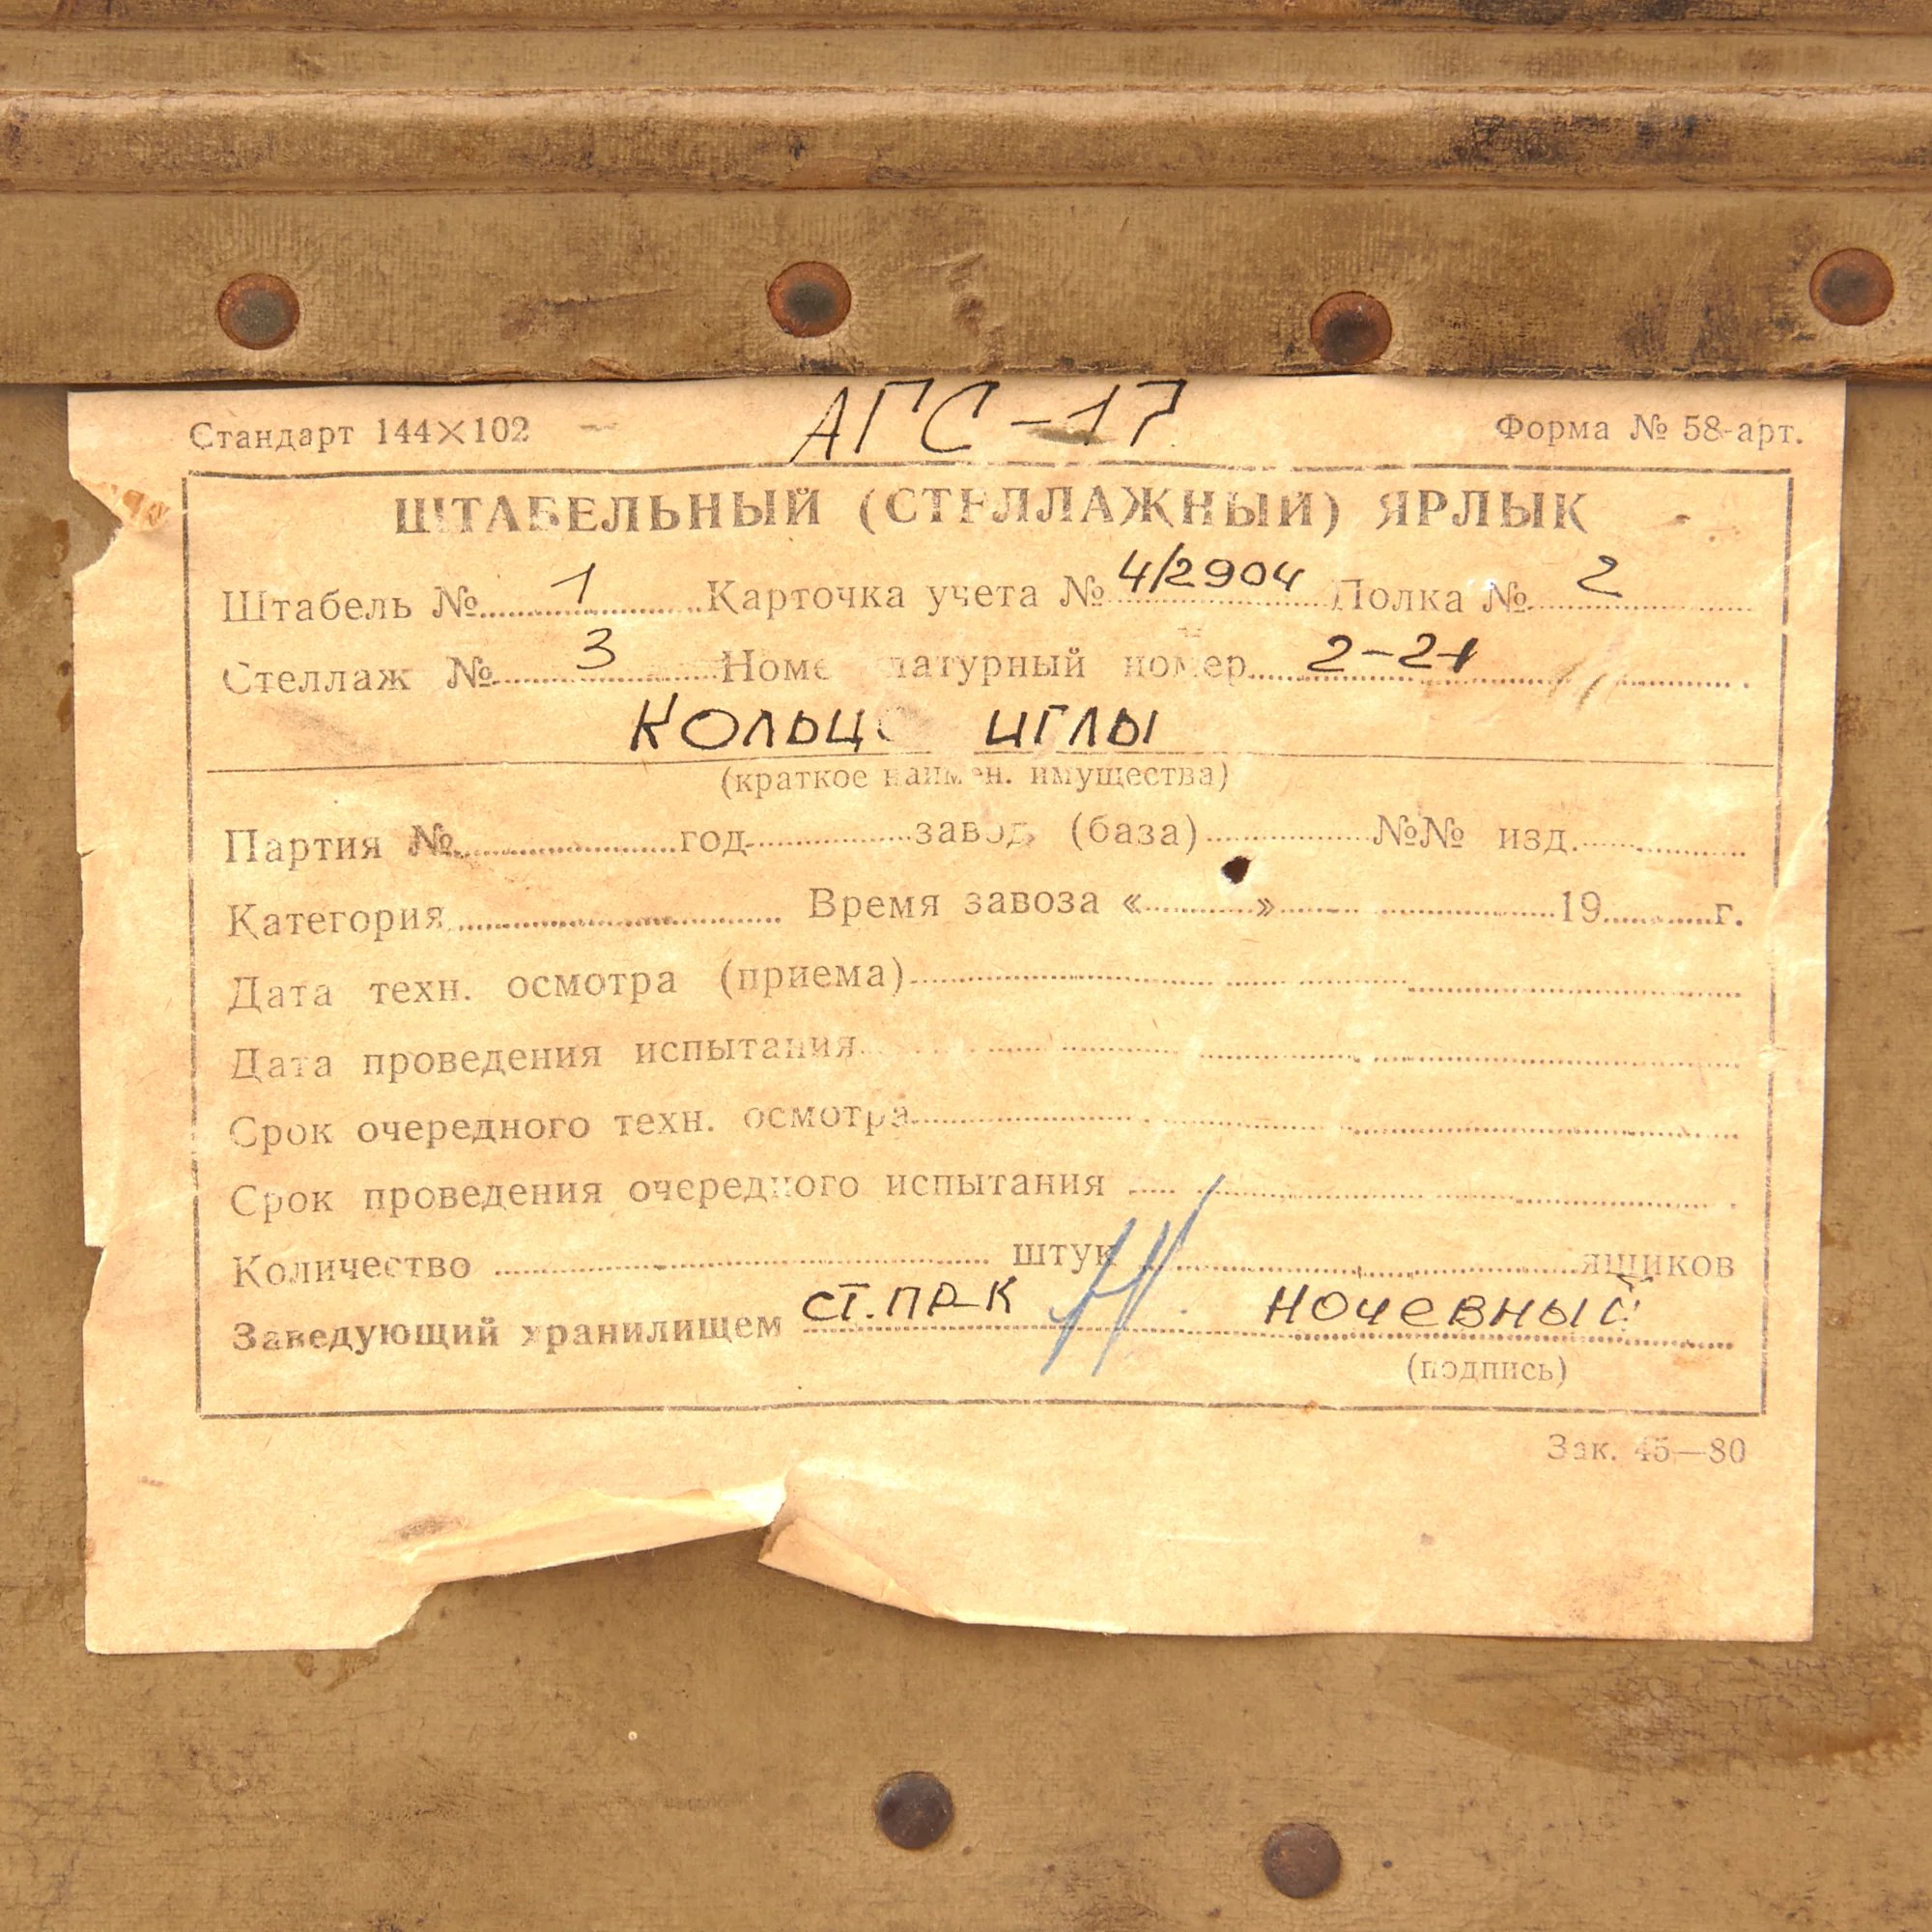 АГС-17
Стандарт 144×102 Форма № 58-арт.
ШТАБЕЛЬНЫЙ (СТЕЛЛАЖНЫЙ) ЯРЛЫК
Штабель № 1 Карточка учета № 4/2904 Полка № 2
Стеллаж № 3 Номенклатурный номер 2-21
КОЛЬЦО ИГЛЫ
(краткое наимен. имущества)
Партия № год завод (база) №№ изд.
Категория Время завоза « » 19 г.
Дата техн. осмотра (приема)
Дата проведения испытания
Срок очередного техн. осмотра
Срок проведения очередного испытания
Количество штук ящиков
Заведующий хранилищем СТ. ПР-К НОЧЕВНЫЙ
(подпись)
Зак. 45—80